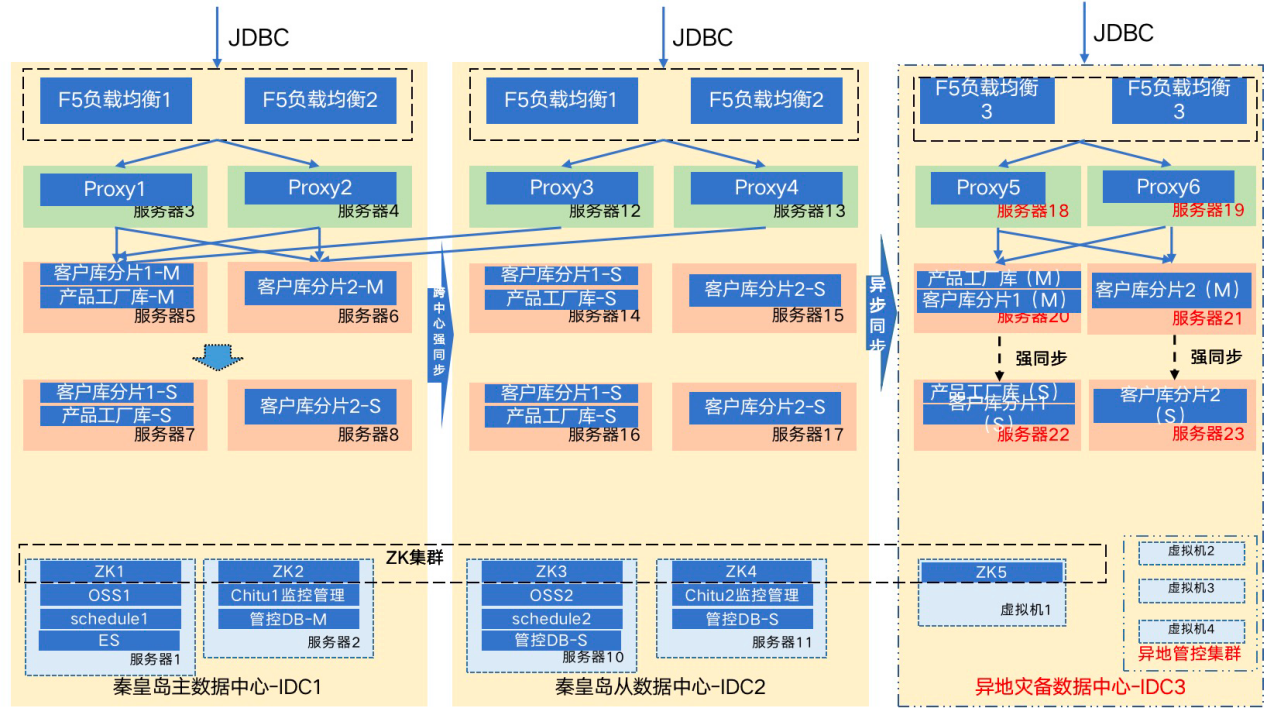 JDBC
F5负载均衡1
F5负载均衡2
Proxy1
服务器3
Proxy2
服务器4
客户库分片1-M
产品工厂库-M
服务器5
客户库分片2-M
服务器6
客户库分片1-S
产品工厂库-S
服务器7
客户库分片2-S
服务器8
跨中心强同步
JDBC
F5负载均衡1
F5负载均衡2
Proxy3
服务器12
Proxy4
服务器13
客户库分片1-S
产品工厂库-S
服务器14
客户库分片2-S
服务器15
客户库分片1-S
产品工厂库-S
服务器16
客户库分片2-S
服务器17
异步同步
JDBC
F5负载均衡
3
F5负载均衡
3
Proxy5
服务器18
Proxy6
服务器19
产品工厂库（M）
客户库分片1（M）
服务器20
客户库分片2（M）
服务器21
强同步
强同步
产品工厂库（S）
客户库分片1
（S）
服务器22
客户库分片2
（S）
服务器23
ZK集群
ZK1
OSS1
schedule1
ES
服务器1
ZK2
Chitu1监控管理
管控DB-M
服务器2
秦皇岛主数据中心-IDC1
ZK3
OSS2
schedule2
管控DB-S
服务器10
ZK4
Chitu2监控管理
管控DB-S
服务器11
秦皇岛从数据中心-IDC2
ZK5
虚拟机1
虚拟机2
虚拟机3
虚拟机4
异地管控集群
异地灾备数据中心-IDC3